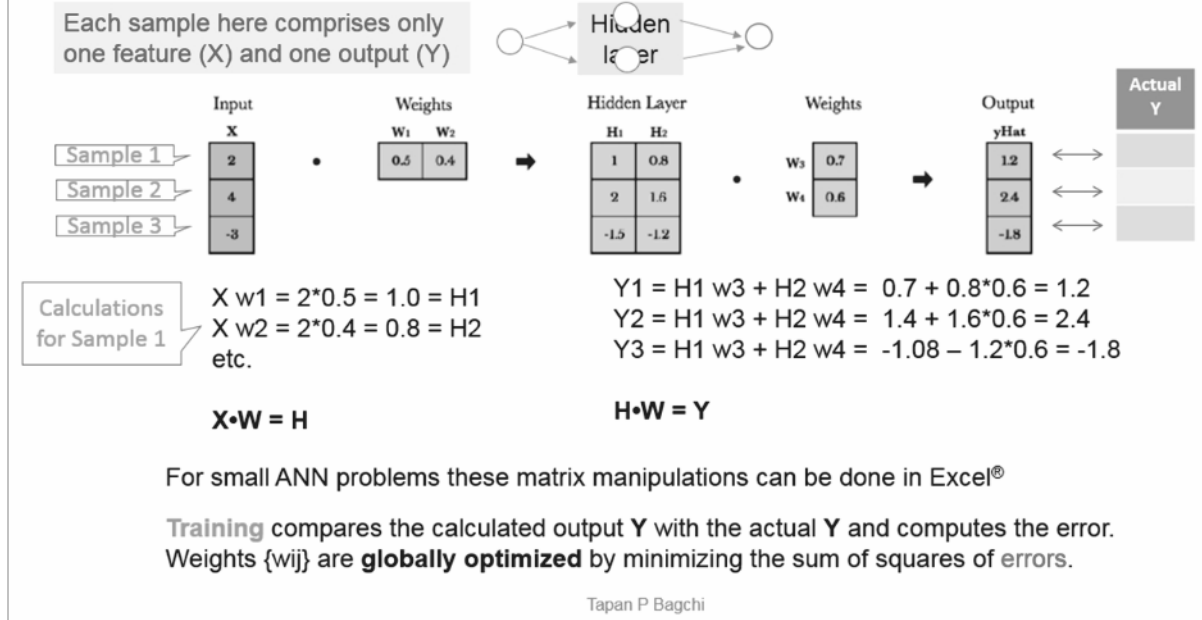 Each sample here comprises only
one feature (X) and one output (Y)
Hidden
layer
Actual
Y
Input
Weights
Hidden Layer
Weights
Output
X
W1 W2
H1 H2
yHat
Sample 1
2
•
0.5 0.4
1 0.8
W3 0.7
1.2
Sample 2
4
2 1.6
•
W4 0.6
2.4
Sample 3
-3
-1.5 -1.2
-1.8
Calculations
for Sample 1
X w1 = 2*0.5 = 1.0 = H1
X w2 = 2*0.4 = 0.8 = H2
etc.
X•W = H
Y1 = H1 w3 + H2 w4 = 0.7 + 0.8*0.6 = 1.2
Y2 = H1 w3 + H2 w4 = 1.4 + 1.6*0.6 = 2.4
Y3 = H1 w3 + H2 w4 = -1.08 – 1.2*0.6 = -1.8
H•W = Y
For small ANN problems these matrix manipulations can be done in Excel®
Training compares the calculated output Y with the actual Y and computes the error.
Weights {wij} are globally optimized by minimizing the sum of squares of errors.
Tapan P Bagchi